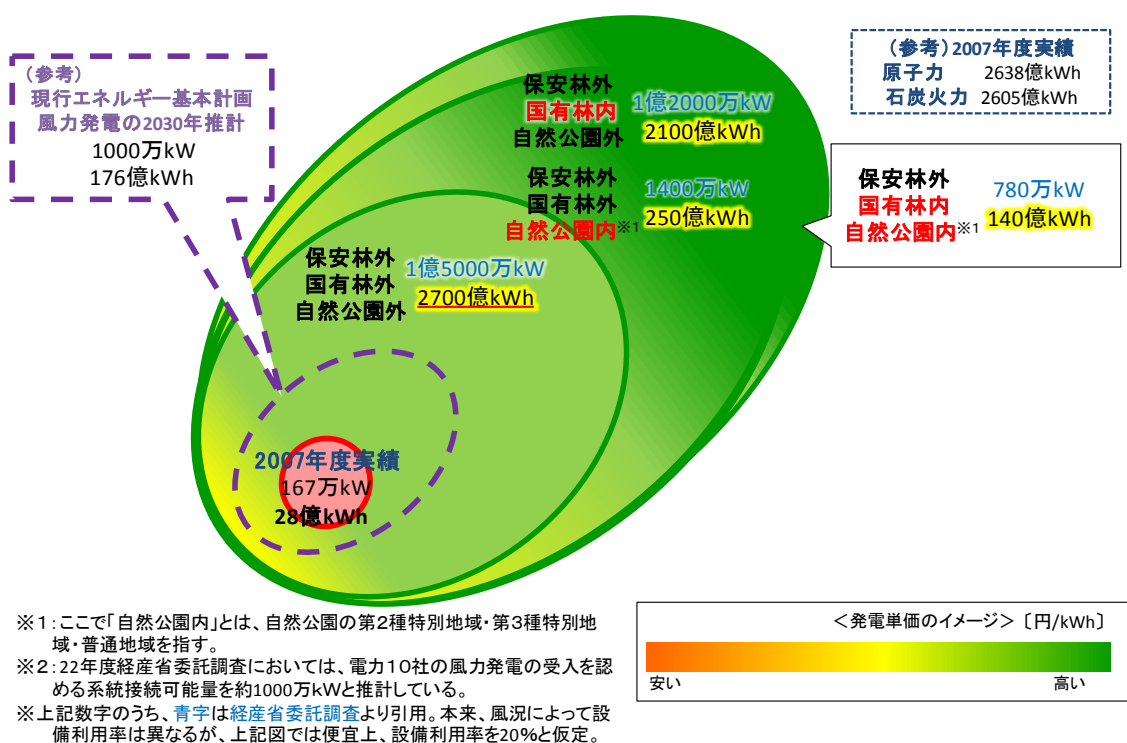 (参考)
現行エネルギー基本計画
風力発電の2030年推計
1000万kW
176億kWh
(参考)2007年度実績
原子力 2638億kWh
石炭火力 2605億kWh
保安林外
国有林内
自然公園外
1億2000万kW
2100億kWh
保安林外
国有林外
自然公園内※1
1400万kW
250億kWh
保安林外
国有林内
自然公園内※1
780万kW
140億kWh
保安林外
国有林外
自然公園外
1億5000万kW
2700億kWh
2007年度実績
167万kW
28億kWh
※1:ここで「自然公園内」とは、自然公園の第2種特別地域・第3種特別地
域・普通地域を指す。
※2:22年度経産省委託調査においては、電力10社の風力発電の受入を認
める系統接続可能量を約1000万kWと推計している。
※上記数字のうち、青字は経産省委託調査より引用。本来、風況によって設
備利用率は異なるが、上記図では便宜上、設備利用率を20%と仮定。
<発電単価のイメージ> [円/kWh]
安い 高い